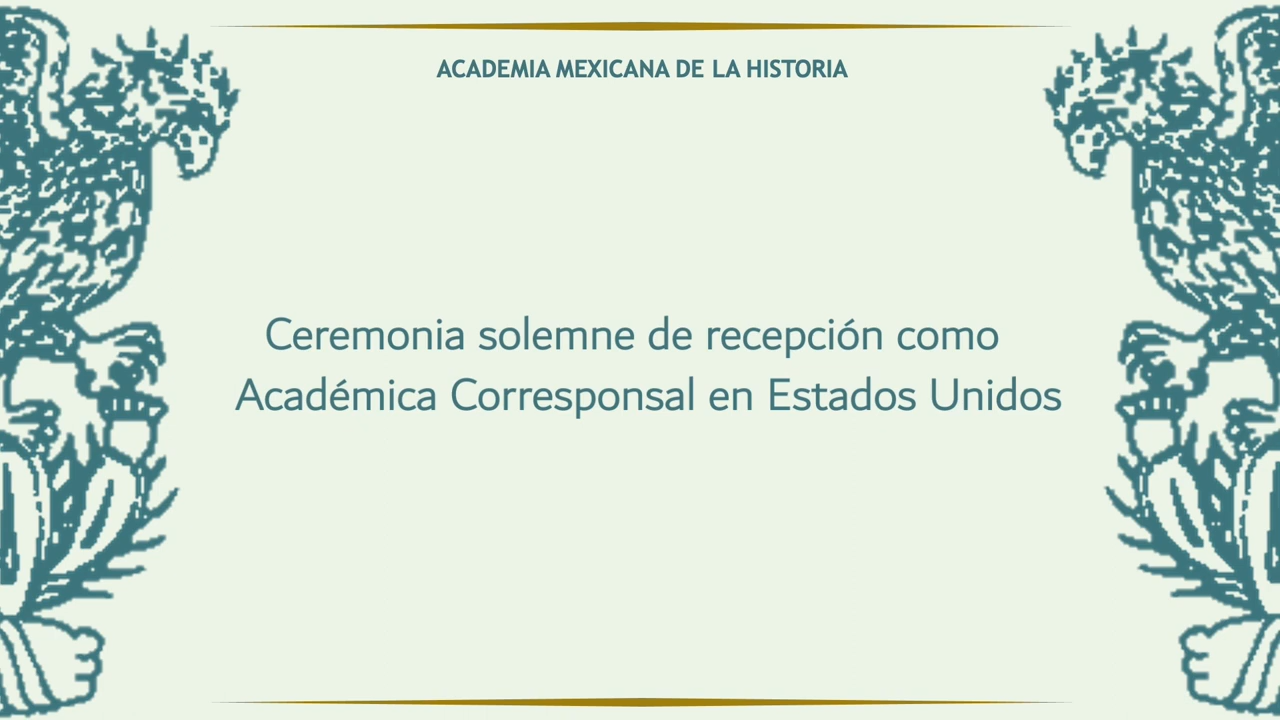 ACADEMIA MEXICANA DE LA HISTORIA
Ceremonia solemne de recepción como
Académica Corresponsal en Estados Unidos